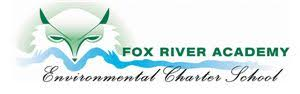 FOX RIVER ACADEMY
Environmental Charter School